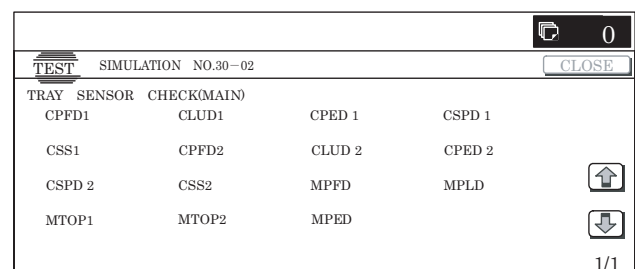 0
TEST SIMULATION NO.30-02 CLOSE
TRAY SENSOR CHECK(MAIN)
CPFD1 CLUD1 CPED 1 CSPD 1
CSS1 CPFD2 CLUD 2 CPED 2
CSPD 2 CSS2 MPFD MPLD
MTOP1 MTOP2 MPED
1/1